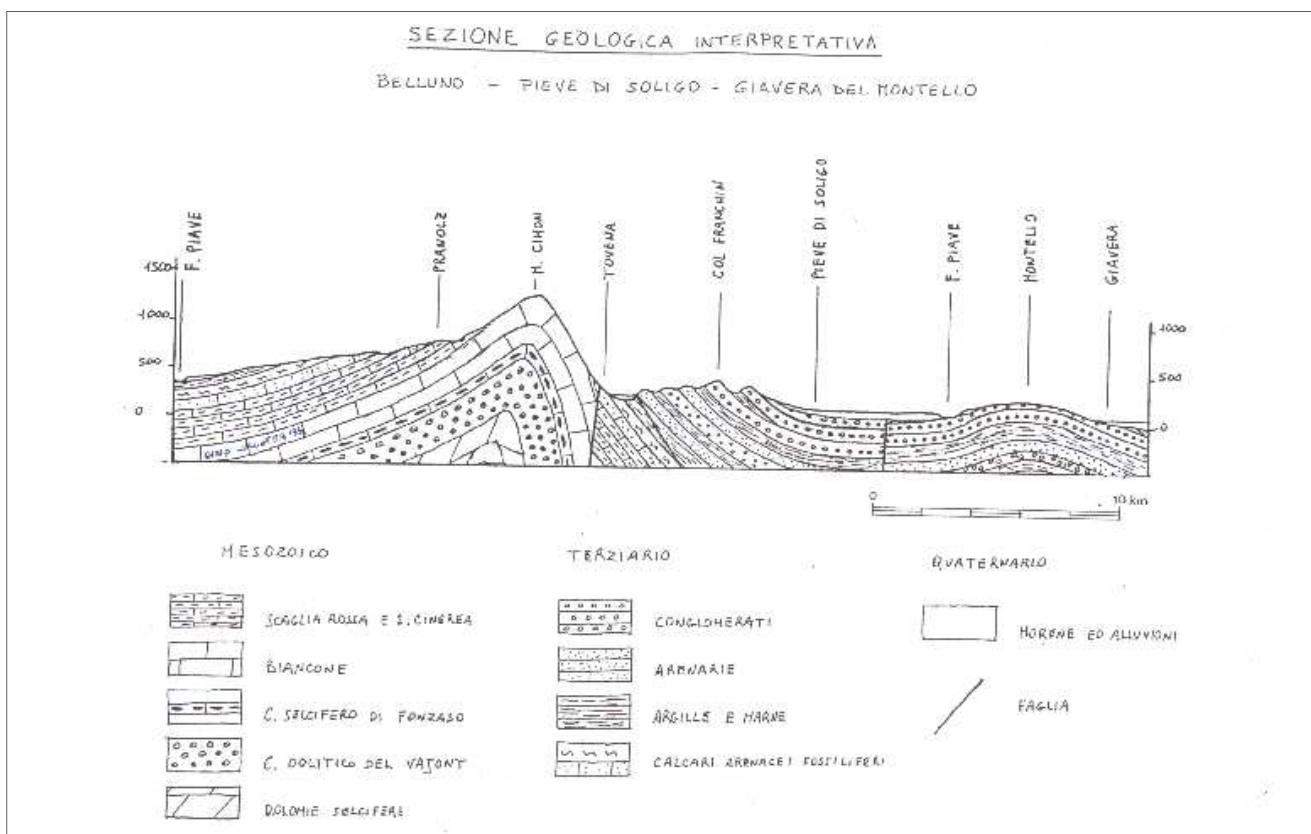 SEZIONE GEOLOGICA INTERPRETATIVA
BELLUNO – PIEVE DI SOLIGO - GIAVERA DEL MONTELLO
F. PIAVE
PRANOLZ
M. CIMON
TOVENA
COL FRANCHIN
PIEVE DI SOLIGO
F. PIAVE
MONTELLO
GIAVERA
1500
1000
500
0
1000
500
0
0 10 km
MESOZOICO
SCAGLIA ROSSA E S. CINEREA
BIANCONE
C. SELCIFERO DI FONZASO
C. OOLITICO DEL VAJONT
DOLOMIE SELCIFERE
TERZIARIO
CONGLOMERATI
ARENARIE
ARGILLE E MARNE
CALCARI ARENACEI FOSSILIFERI
QUATERNARIO
MORENE ED ALLUVIONI
FAGLIA